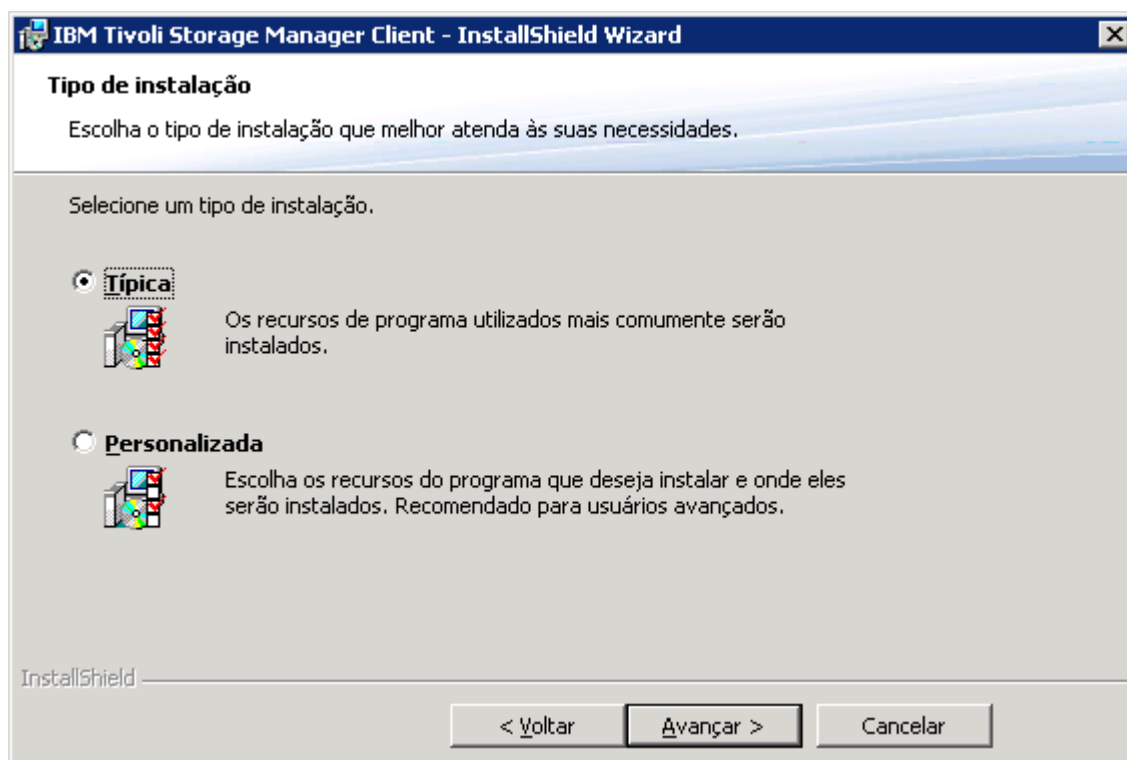 IBM Tivoli Storage Manager Client - InstallShield Wizard
Tipo de instalação
Escolha o tipo de instalação que melhor atenda às suas necessidades.
Selecione um tipo de instalação.
Típica
Os recursos de programa utilizados mais comumente serão
instalados.
Personalizada
Escolha os recursos do programa que deseja instalar e onde eles
serão instalados. Recomendado para usuários avançados.
InstallShield
< Voltar Avançar > Cancelar